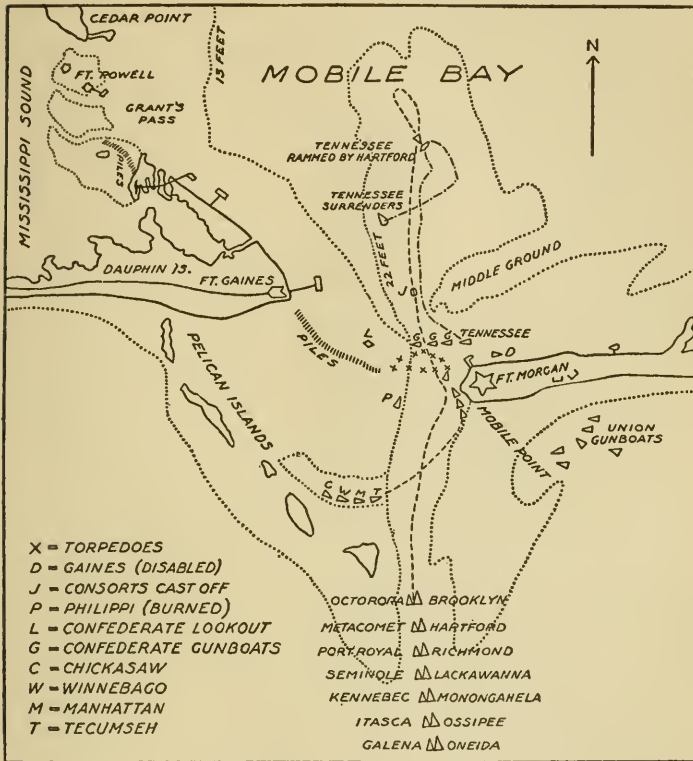 CEDAR POINT
15 FEET
MOBILE BAY
N
FT. POWELL
GRANT'S
PASS
MISSISSIPPI SOUND
PILES
TENNESSEE
RAMMED BY HARTFORD
TENNESSEE
SURRENDERS
22 FEET
MIDDLE GROUND
DAUPHIN IS.
FT. GAINES
J
L
G G G TENNESSEE
D
PILES
FT. MORGAN
P
MOBILE POINT
UNION
GUNBOATS
PELICAN ISLANDS
C W M T
X = TORPEDOES
D = GAINES (DISABLED)
J = CONSORTS CAST OFF
P = PHILIPPI (BURNED)
L = CONFEDERATE LOOKOUT
G = CONFEDERATE GUNBOATS
C = CHICKASAW
W = WINNEBAGO
M = MANHATTAN
T = TECUMSEH
OCTORORA BROOKLYN
METACOMET HARTFORD
PORT ROYAL RICHMOND
SEMINOLE LACKAWANNA
KENNEBEC MONONGAHELA
ITASCA OSSIPEE
GALENA ONEIDA